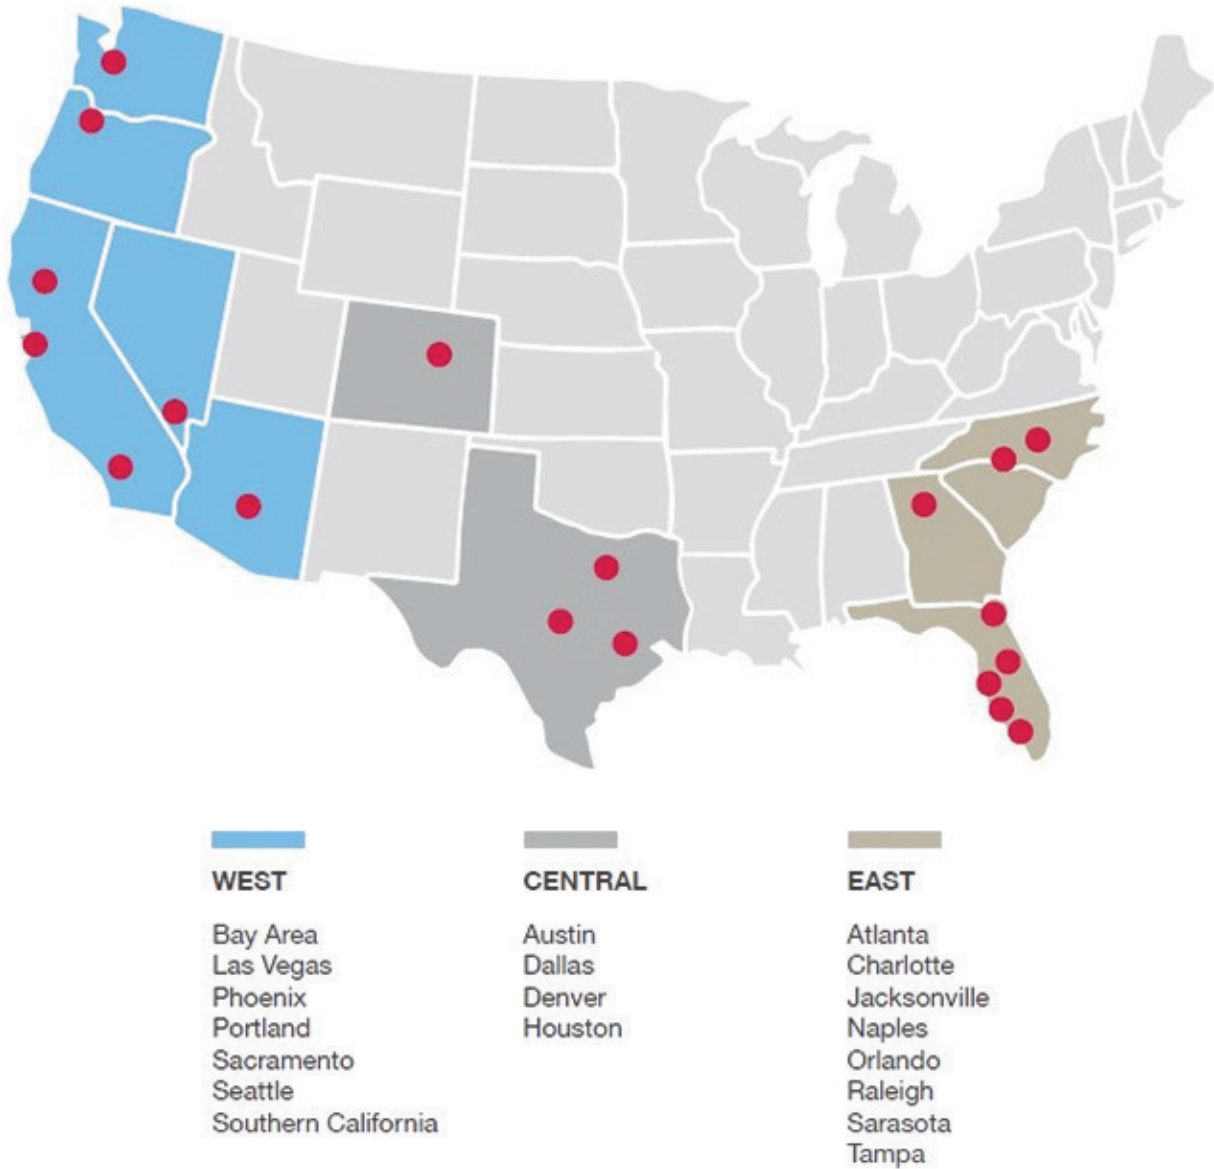 WEST
Bay Area
Las Vegas
Phoenix
Portland
Sacramento
Seattle
Southern California
CENTRAL
Austin
Dallas
Denver
Houston
EAST
Atlanta
Charlotte
Jacksonville
Naples
Orlando
Raleigh
Sarasota
Tampa